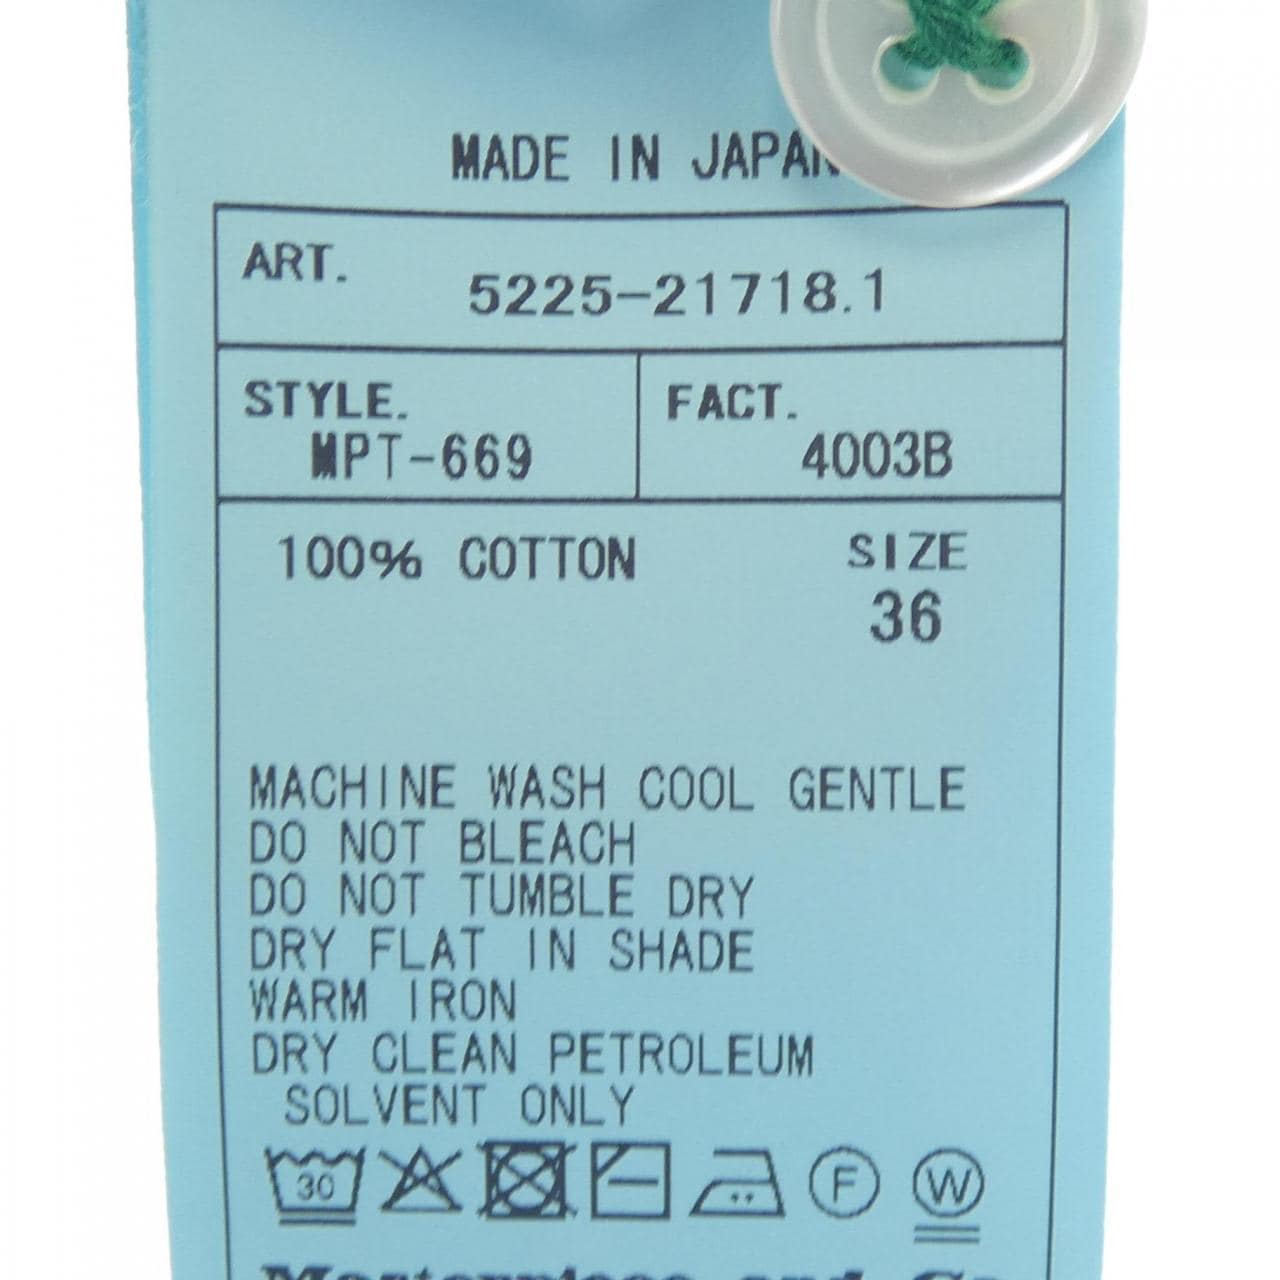 MADE IN JAPAN
ART.
5225-21718.1
STYLE.
MPT-669
FACT.
4003B
100% COTTON
SIZE
36
MACHINE WASH COOL GENTLE
DO NOT BLEACH
DO NOT TUMBLE DRY
DRY FLAT IN SHADE
WARM IRON
DRY CLEAN PETROLEUM
SOLVENT ONLY
30 F W